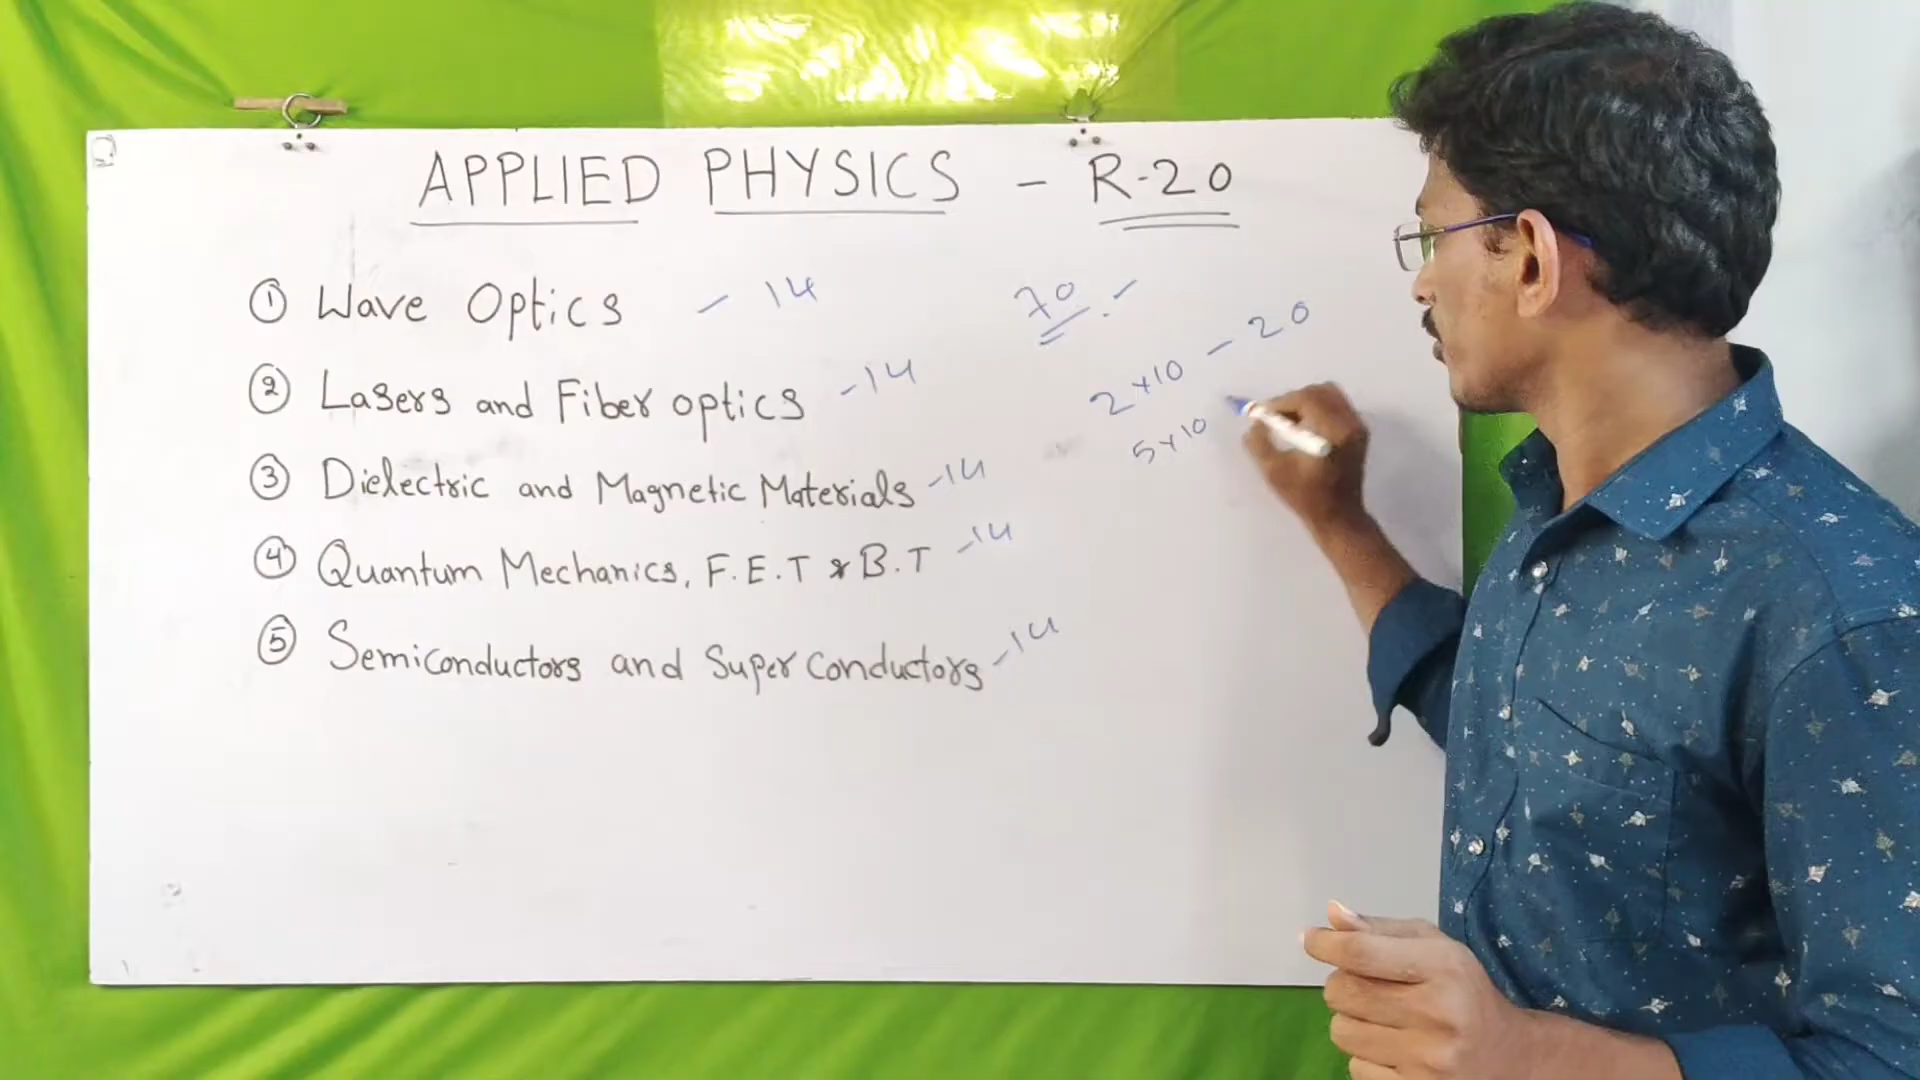 APPLIED PHYSICS - R-20
① Wave Optics - 14
② Lasers and Fiber optics - 14
③ Dielectric and Magnetic Materials - 14
④ Quantum Mechanics, F.E.T & B.T - 14
⑤ Semiconductors and Super conductors - 14
70
2 x 10 - 20
5 x 10